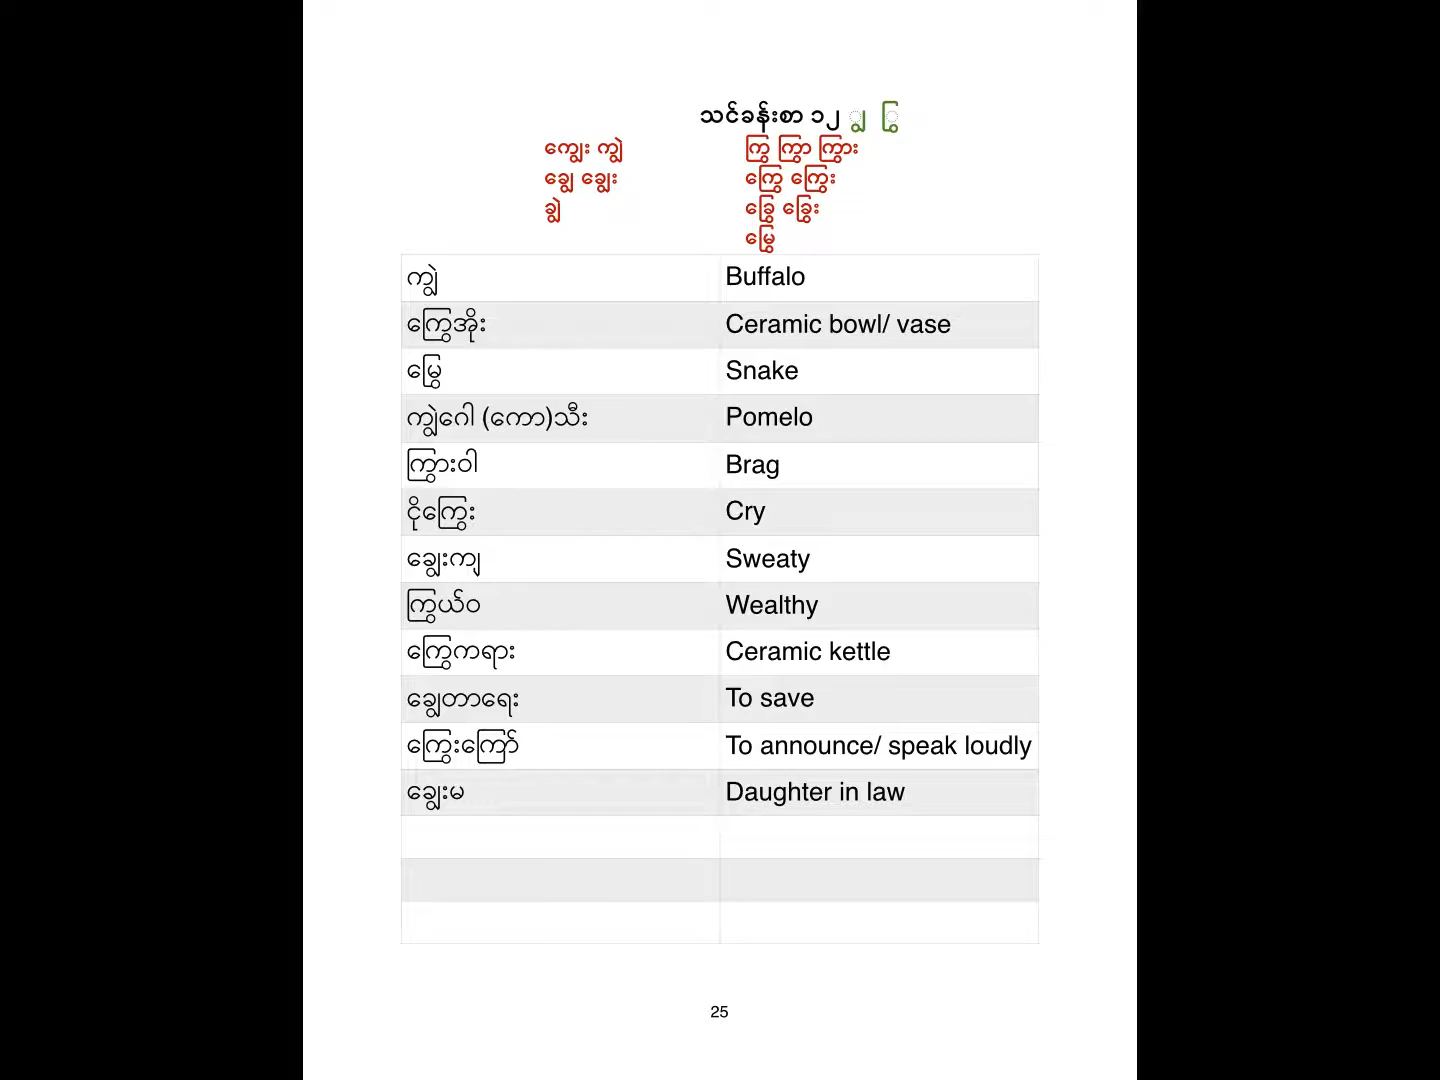 သင်ခန်းစာ ၁၂ ျွ ြွ
ကျွေး ကျွဲ
ချွေ ချွေး
ချွဲ
ကြွ ကြွာ ကြွား
ကြွေ ကြွေး
ခြွေ ခြွေး
မြွေ
ကျွဲ Buffalo
ကြွေအိုး Ceramic bowl/ vase
မြွေ Snake
ကျွဲဂေါ (ကော)သီး Pomelo
ကြွားဝါ Brag
ငိုကြွေး Cry
ချွေးကျ Sweaty
ကြွယ်ဝ Wealthy
ကြွေကရား Ceramic kettle
ချွေတာရေး To save
ကြွေးကြော် To announce/ speak loudly
ချွေးမ Daughter in law
25